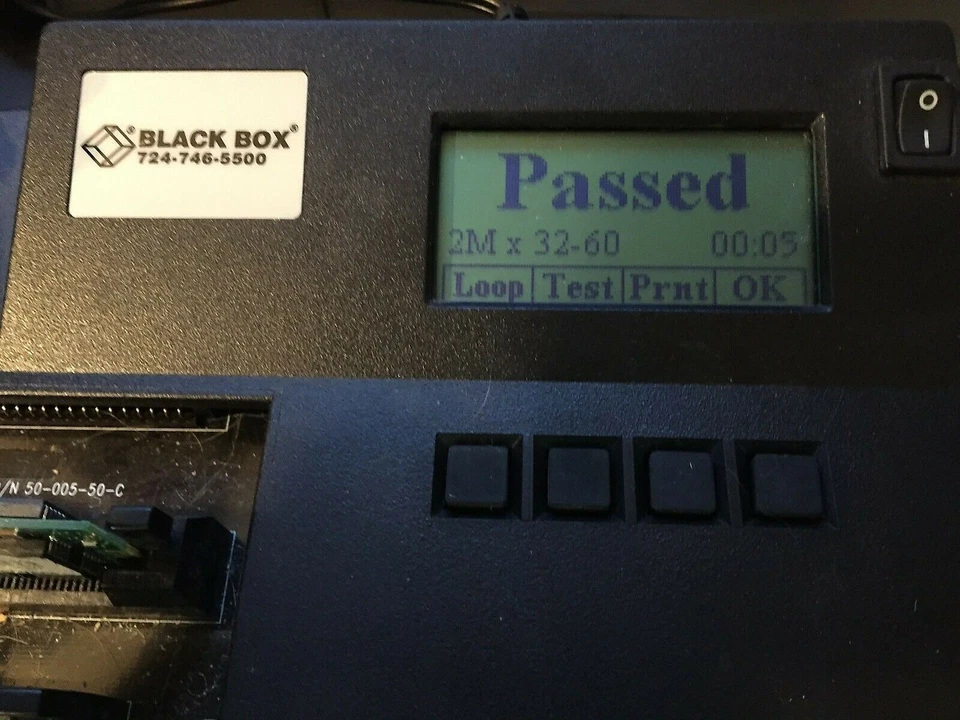 BLACK BOX®
724-746-5500
Passed
2M x 32-60 00:05
Loop Test Prnt OK
O
I
/N 50-005-50-C